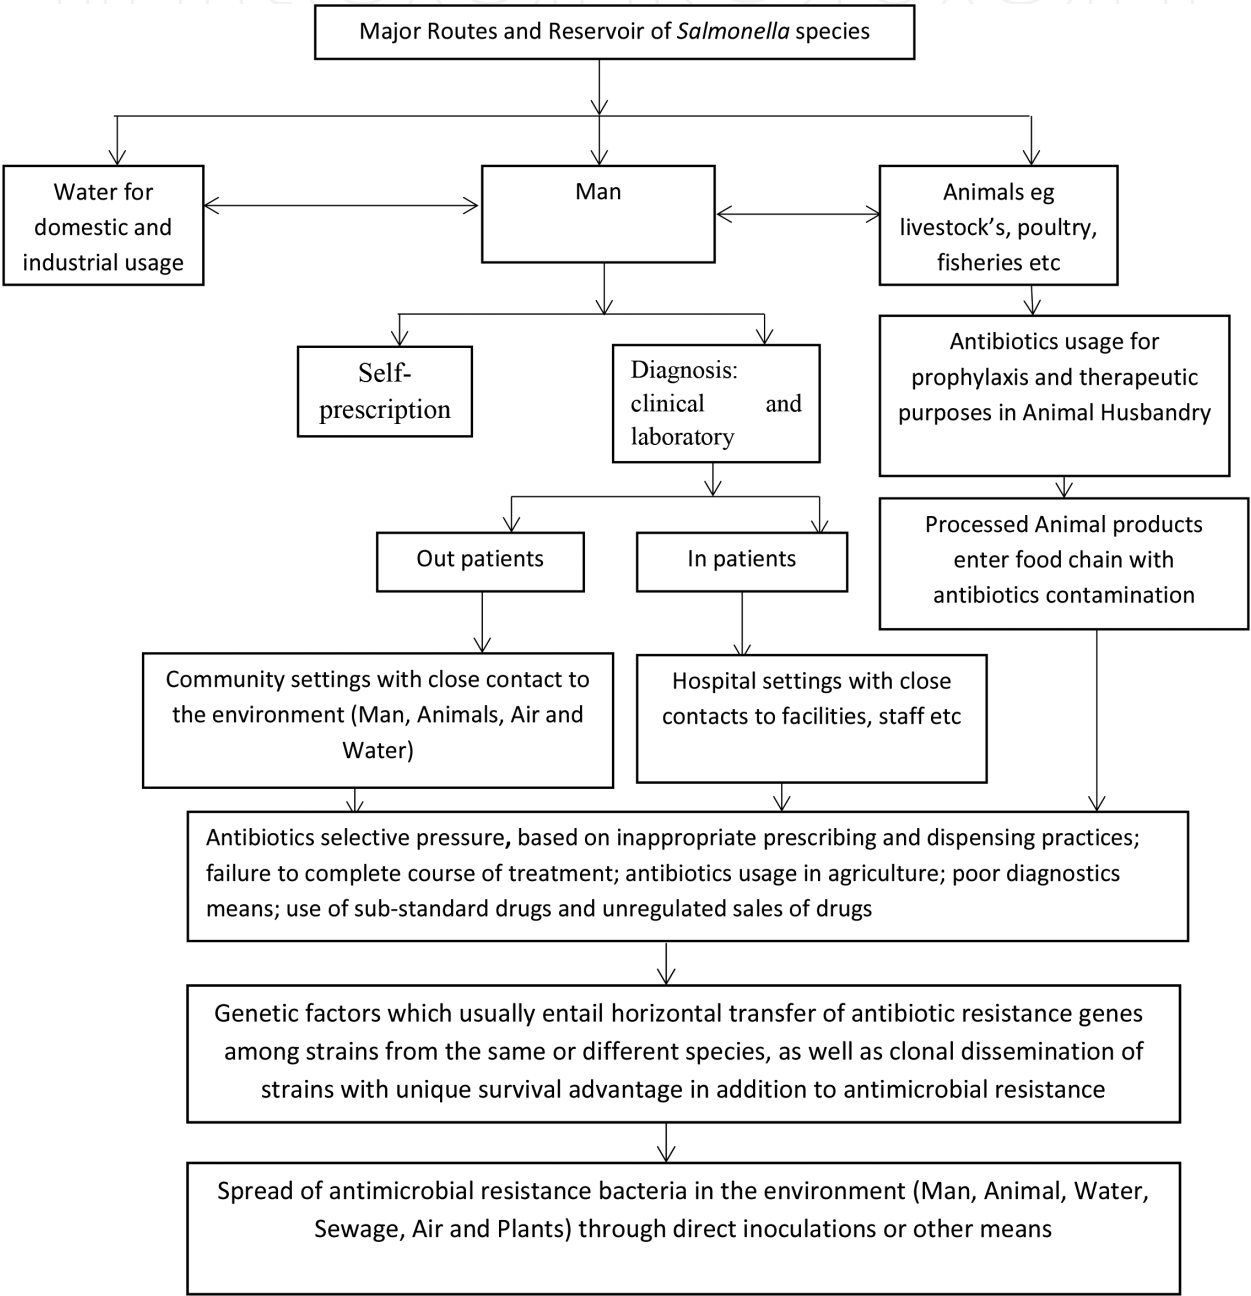 Major Routes and Reservoir of Salmonella species
Water for
domestic and
industrial usage
Man
Animals eg
livestock’s, poultry,
fisheries etc
Self-
prescription
Diagnosis:
clinical and
laboratory
Antibiotics usage for
prophylaxis and therapeutic
purposes in Animal Husbandry
Out patients
In patients
Processed Animal products
enter food chain with
antibiotics contamination
Community settings with close contact to
the environment (Man, Animals, Air and
Water)
Hospital settings with close
contacts to facilities, staff etc
Antibiotics selective pressure, based on inappropriate prescribing and dispensing practices;
failure to complete course of treatment; antibiotics usage in agriculture; poor diagnostics
means; use of sub-standard drugs and unregulated sales of drugs
Genetic factors which usually entail horizontal transfer of antibiotic resistance genes
among strains from the same or different species, as well as clonal dissemination of
strains with unique survival advantage in addition to antimicrobial resistance
Spread of antimicrobial resistance bacteria in the environment (Man, Animal, Water,
Sewage, Air and Plants) through direct inoculations or other means